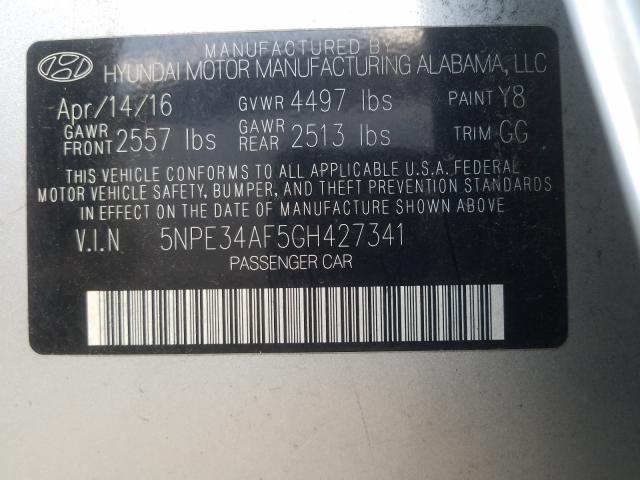 MANUFACTURED BY
HYUNDAI MOTOR MANUFACTURING ALABAMA, LLC
Apr/14/16 GVWR 4497 lbs PAINT Y8
GAWR FRONT 2557 lbs GAWR REAR 2513 lbs TRIM GG
THIS VEHICLE CONFORMS TO ALL APPLICABLE U.S.A. FEDERAL
MOTOR VEHICLE SAFETY, BUMPER, AND THEFT PREVENTION STANDARDS
IN EFFECT ON THE DATE OF MANUFACTURE SHOWN ABOVE
V.I.N 5NPE34AF5GH427341
PASSENGER CAR